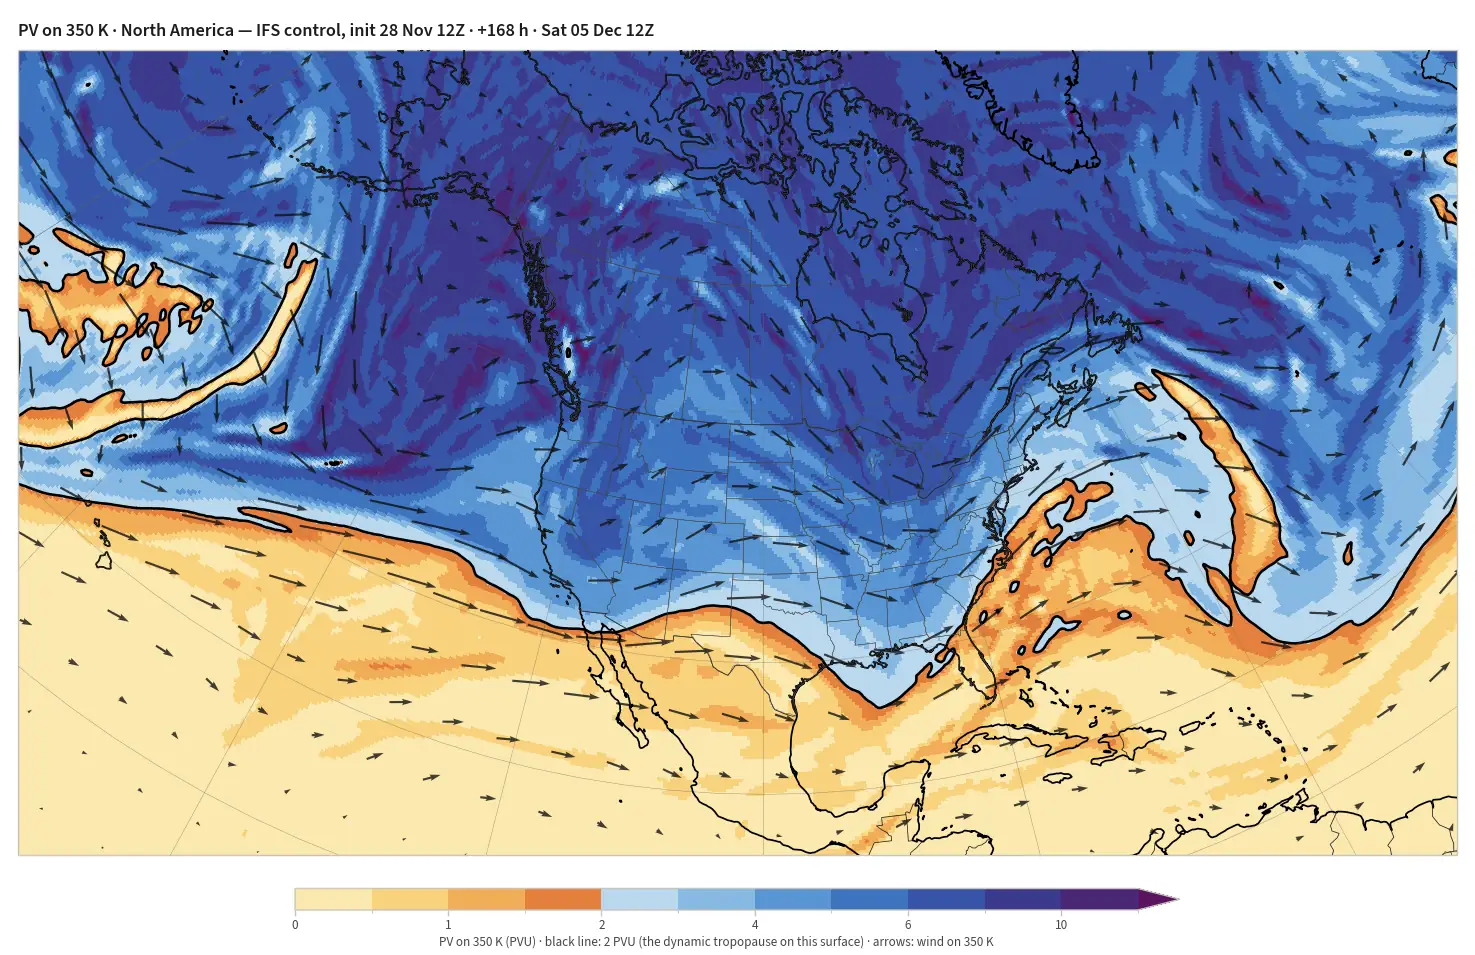 PV on 350 K · North America — IFS control, init 28 Nov 12Z · +168 h · Sat 05 Dec 12Z
0 1 2 4 6 10
PV on 350 K (PVU) · black line: 2 PVU (the dynamic tropopause on this surface) · arrows: wind on 350 K